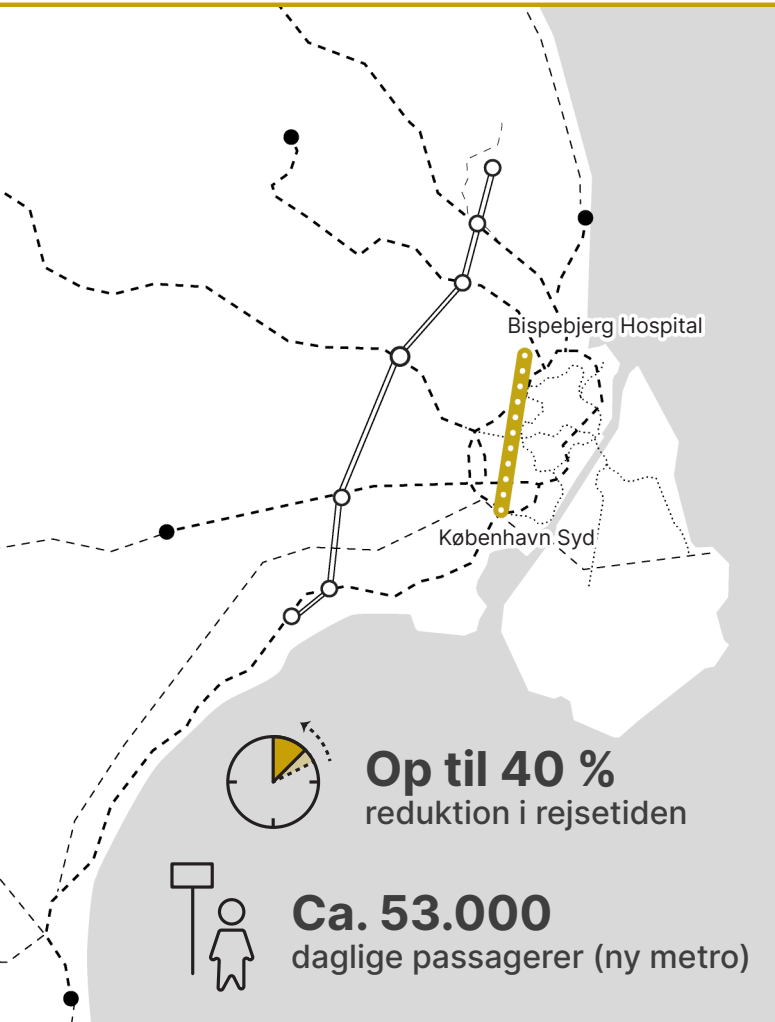 Bispebjerg Hospital
København Syd
Op til 40 %
reduktion i rejsetiden
Ca. 53.000
daglige passagerer (ny metro)